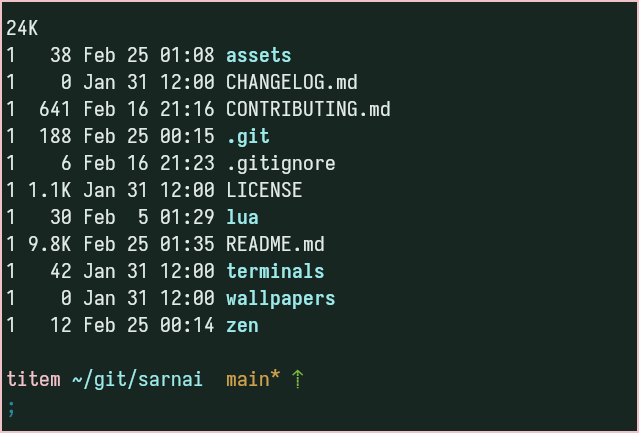 24K
1   38 Feb 25 01:08 assets
1    0 Jan 31 12:00 CHANGELOG.md
1  641 Feb 16 21:16 CONTRIBUTING.md
1  188 Feb 25 00:15 .git
1    6 Feb 16 21:23 .gitignore
1 1.1K Jan 31 12:00 LICENSE
1   30 Feb  5 01:29 lua
1 9.8K Feb 25 01:35 README.md
1   42 Jan 31 12:00 terminals
1    0 Jan 31 12:00 wallpapers
1   12 Feb 25 00:14 zen
titem ~/git/sarnai  main* ⇡
;